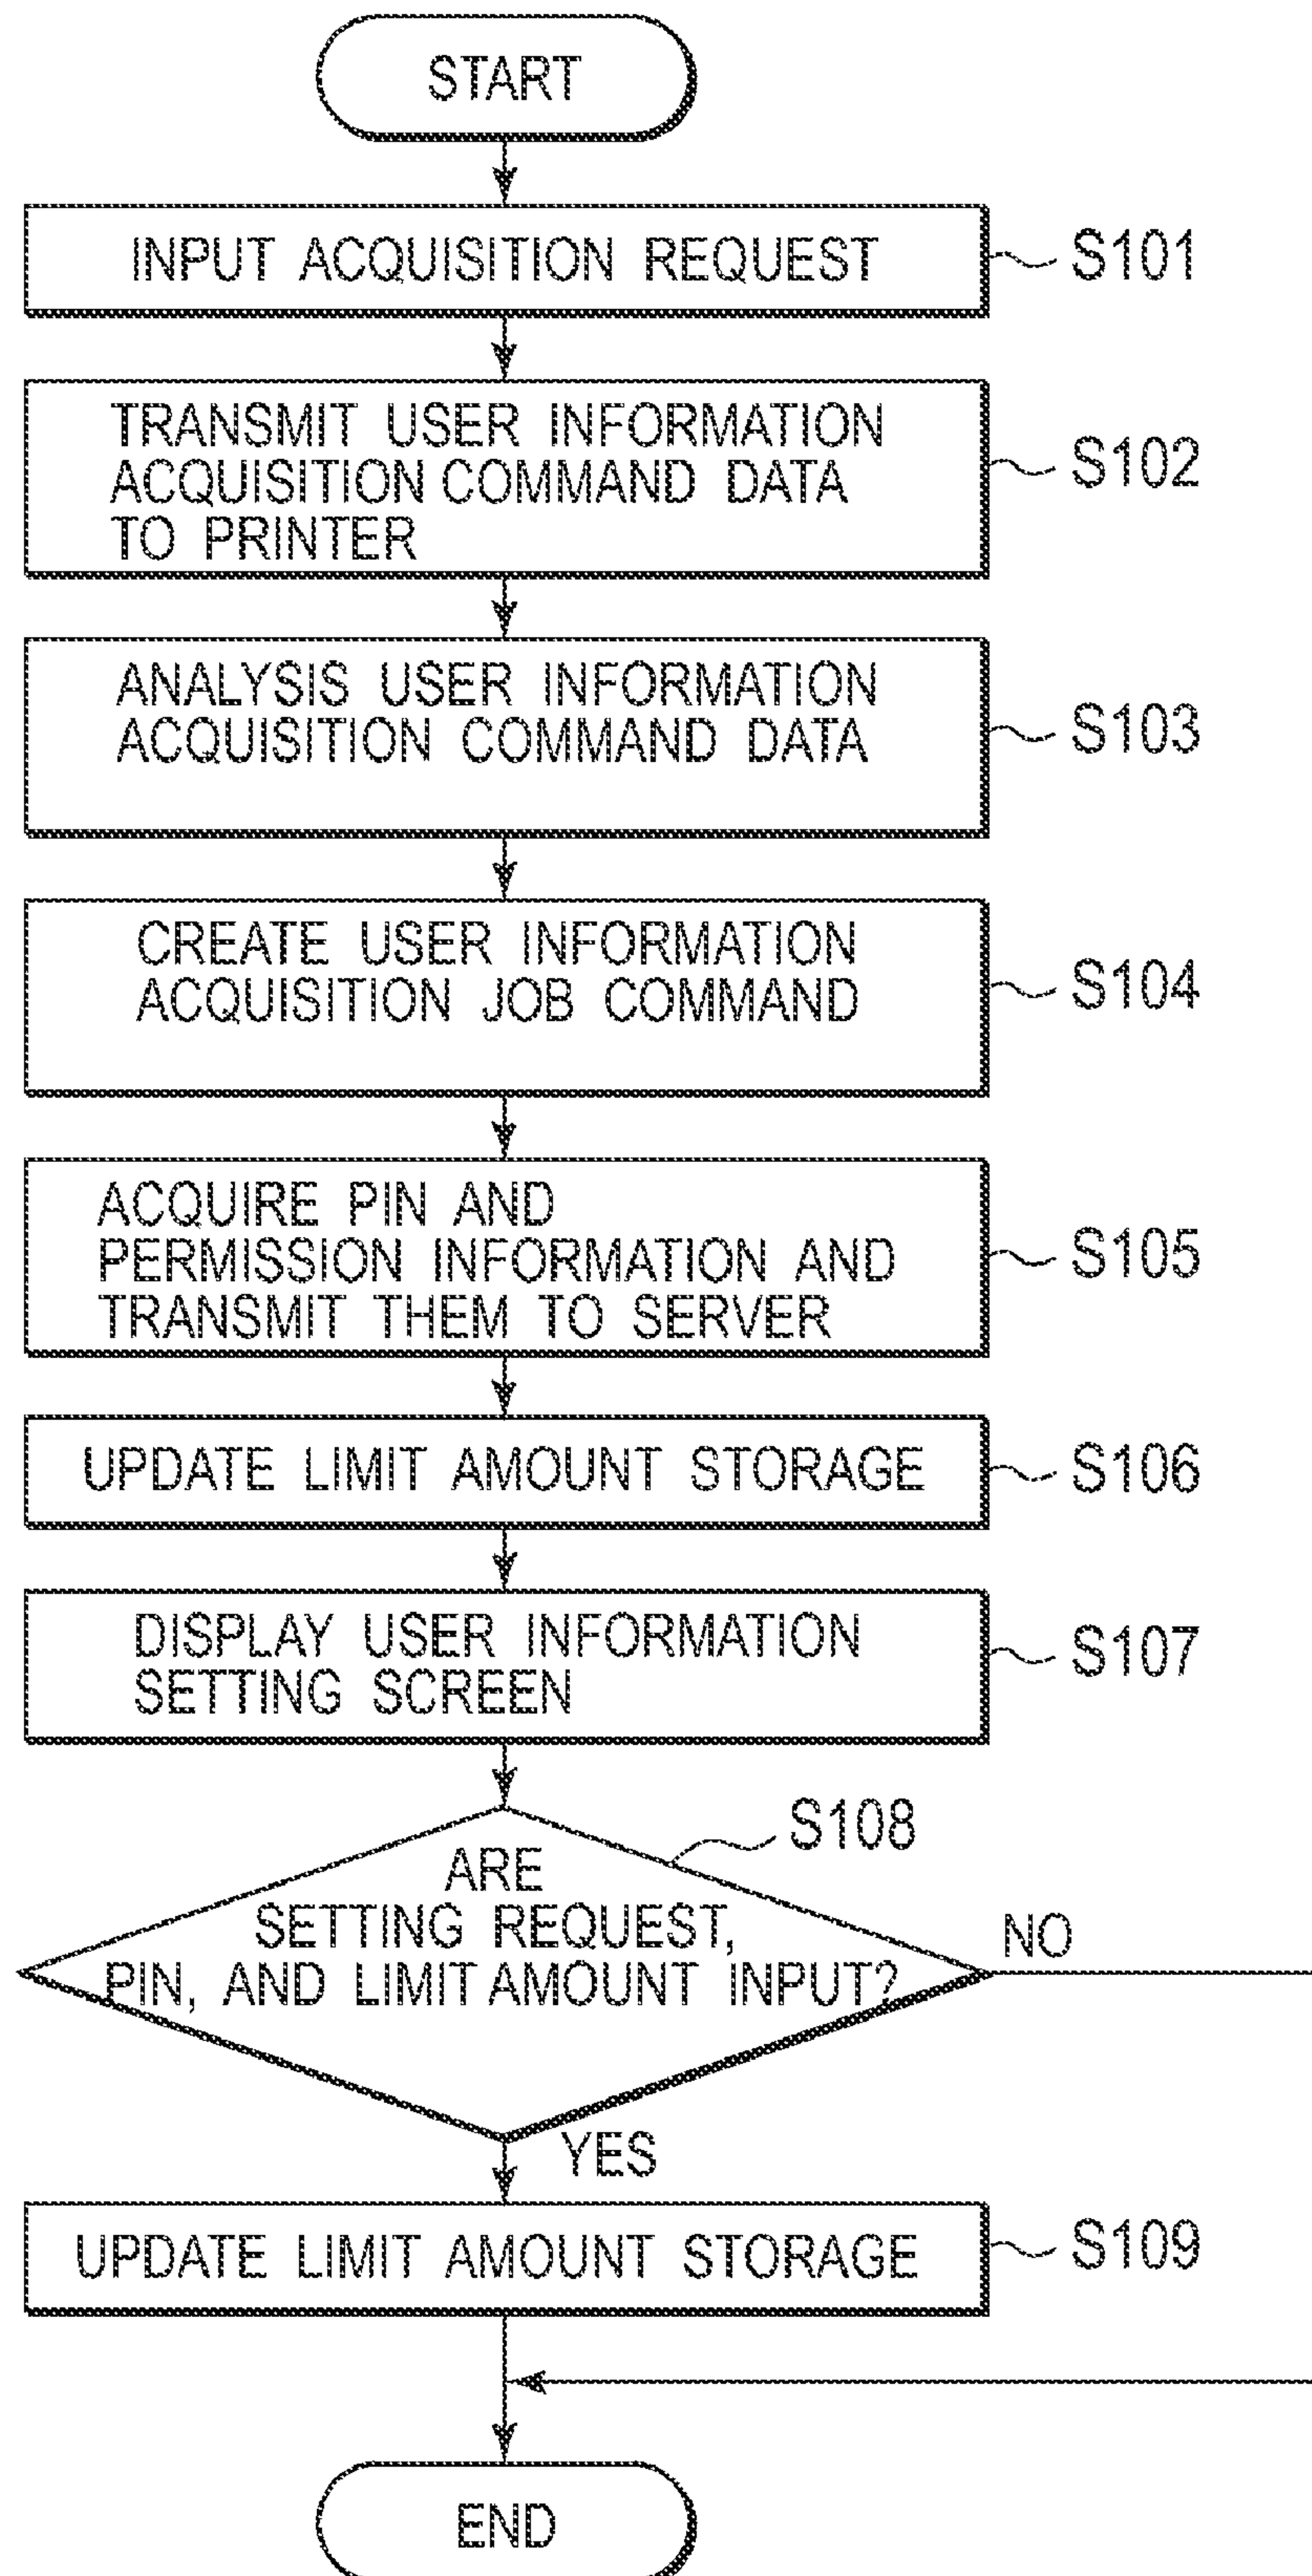 START
INPUT ACQUISITION REQUEST
S101
TRANSMIT USER INFORMATION
ACQUISITION COMMAND DATA
TO PRINTER
S102
ANALYSIS USER INFORMATION
ACQUISITION COMMAND DATA
S103
CREATE USER INFORMATION
ACQUISITION JOB COMMAND
S104
ACQUIRE PIN AND
PERMISSION INFORMATION AND
TRANSMIT THEM TO SERVER
S105
UPDATE LIMIT AMOUNT STORAGE
S106
DISPLAY USER INFORMATION
SETTING SCREEN
S107
S108
ARE
SETTING REQUEST,
PIN, AND LIMIT AMOUNT INPUT?
NO
YES
UPDATE LIMIT AMOUNT STORAGE
S109
END